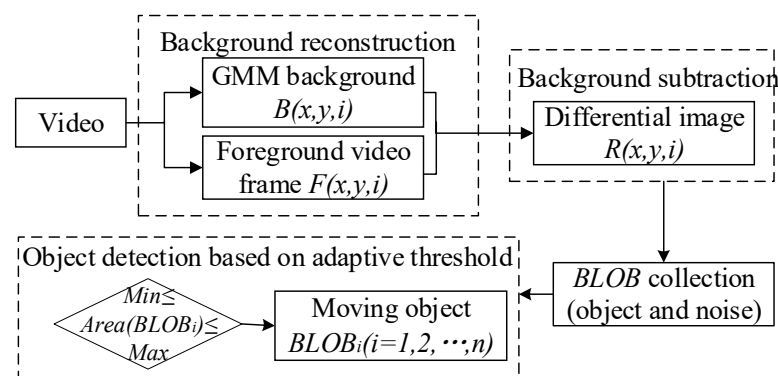 Background reconstruction
GMM background
B(x,y,i)
Video
Foreground video
frame F(x,y,i)
Background subtraction
Differential image
R(x,y,i)
Object detection based on adaptive threshold
Min≤
Area(BLOBi)≤
Max
Moving object
BLOBi(i=1,2,⋯,n)
BLOB collection
(object and noise)